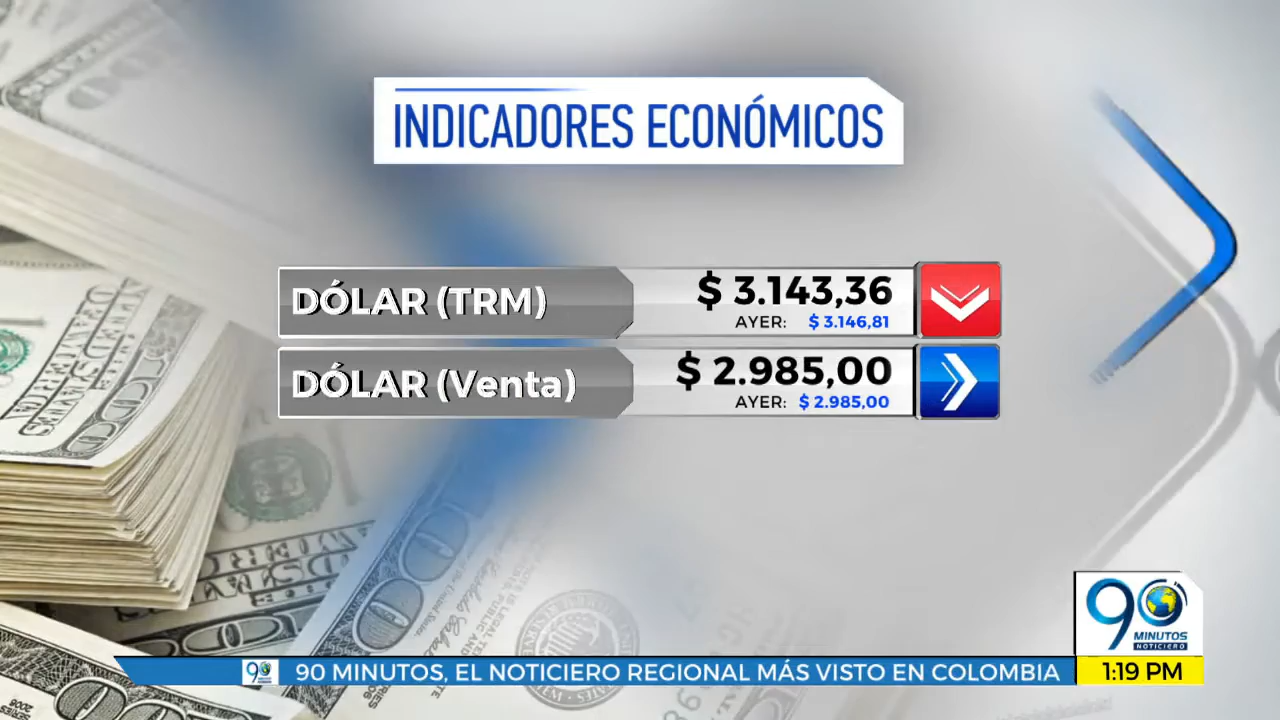 INDICADORES ECONÓMICOS
DÓLAR (TRM)
$ 3.143,36
AYER: $ 3.146,81
DÓLAR (Venta)
$ 2.985,00
AYER: $ 2.985,00
90
MINUTOS
NOTICIERO
90 MINUTOS, EL NOTICIERO REGIONAL MÁS VISTO EN COLOMBIA
1:19 PM